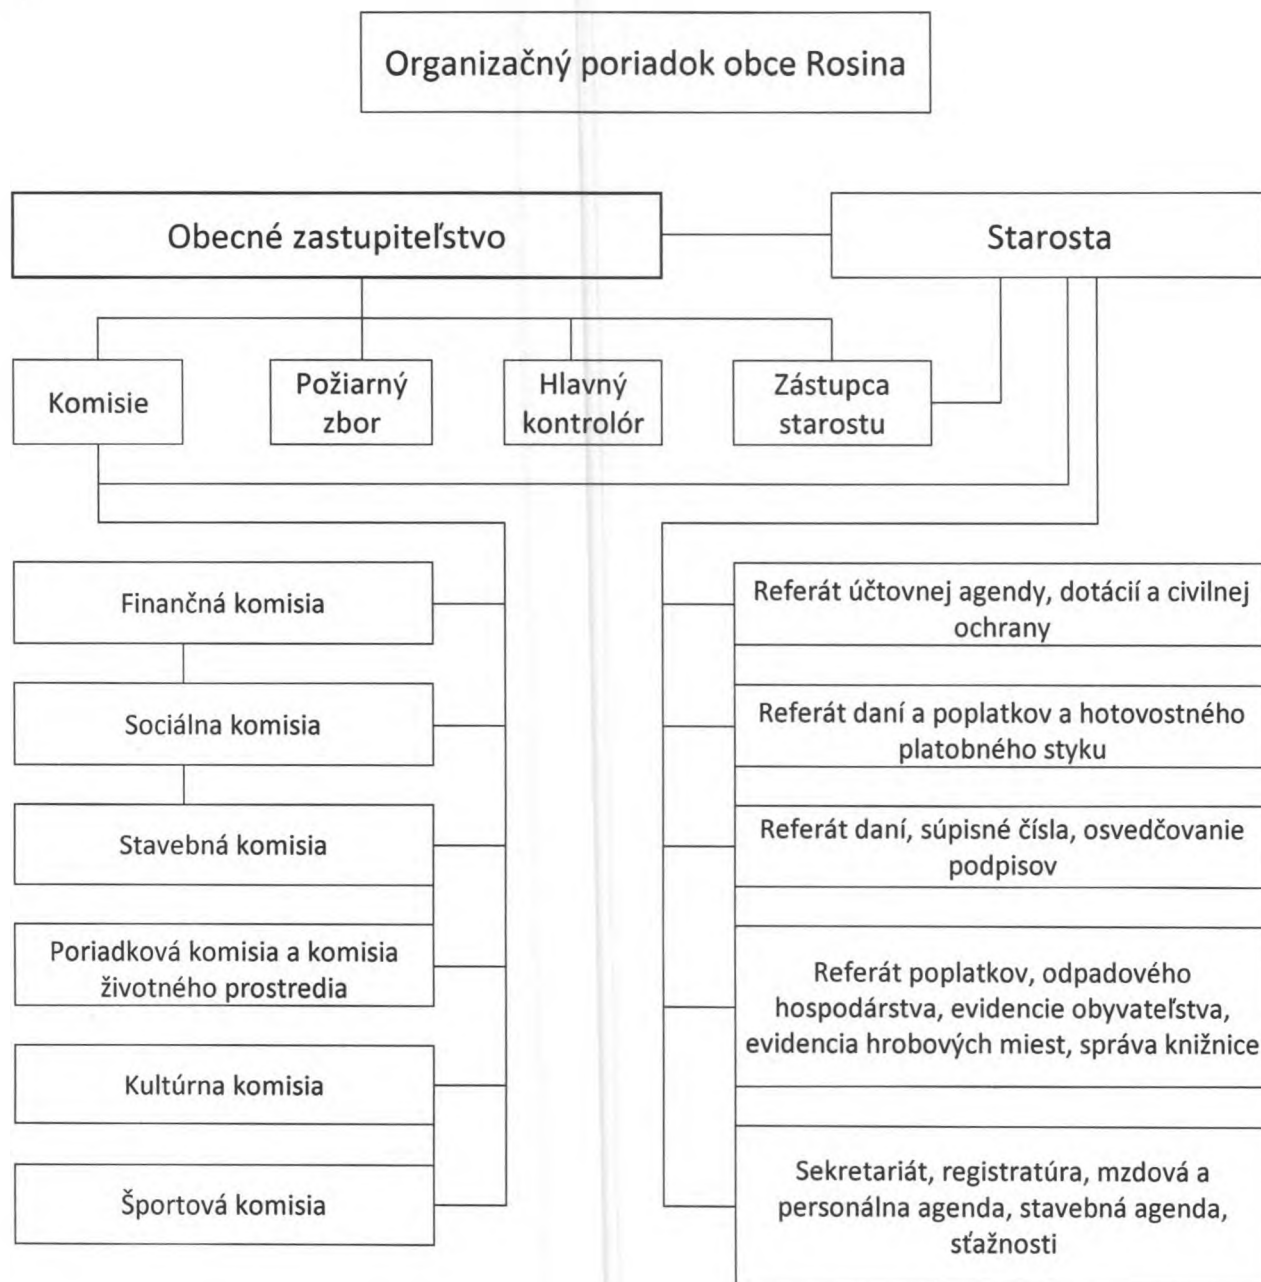 Organizačný poriadok obce Rosina
Obecné zastupiteľstvo
Starosta
Komisie
Požiarný
zbor
Hlavný
kontrolór
Zástupca
starostu
Finančná komisia
Sociálna komisia
Stavebná komisia
Poriadková komisia a komisia
životného prostredia
Kultúrna komisia
Športová komisia
Referát účtovnej agendy, dotácií a civilnej
ochrany
Referát daní a poplatkov a hotovostného
platobného styku
Referát daní, súpisné čísla, osvedčovanie
podpisov
Referát poplatkov, odpadového
hospodárstva, evidencie obyvateľstva,
evidencia hrobových miest, správa knižnice
Sekretariát, registratúra, mzdová a
personálna agenda, stavebná agenda,
sťažnosti